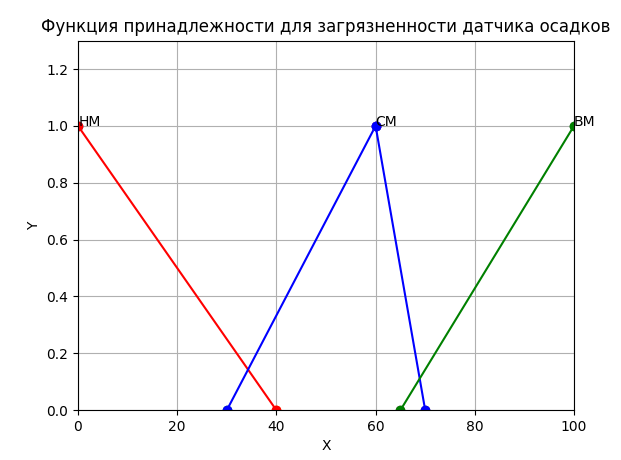 Функция принадлежности для загрязненности датчика осадков
1.2
1.0
0.8
0.6
0.4
0.2
0.0
Y
НМ
СМ
ВМ
0 20 40 60 80 100
X